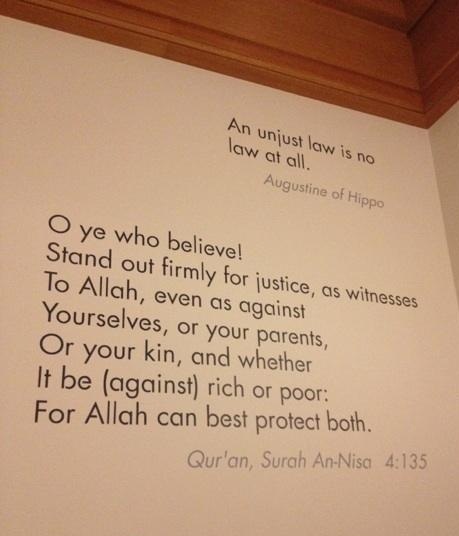 An unjust law is no
law at all.
Augustine of Hippo
O ye who believe!
Stand out firmly for justice, as witnesses
To Allah, even as against
Yourselves, or your parents,
Or your kin, and whether
It be (against) rich or poor:
For Allah can best protect both.
Qur'an, Surah An-Nisa 4:135